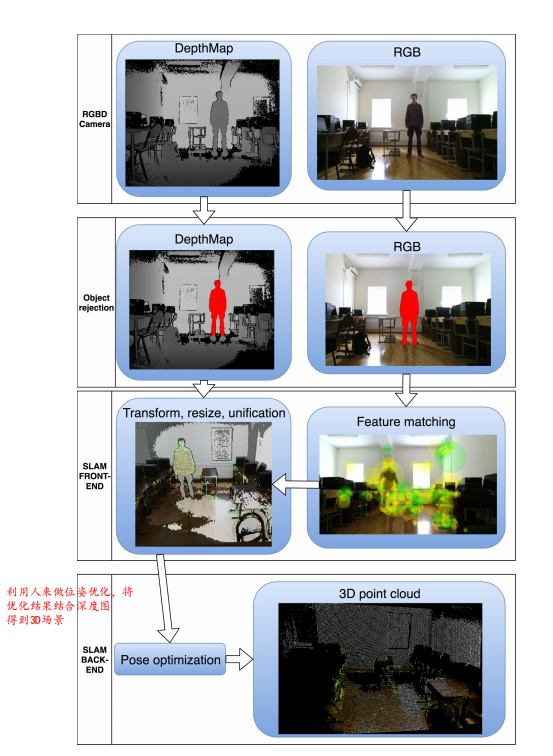 DepthMap
RGB
RGBD
Camera
DepthMap
RGB
Object
rejection
Transform, resize, unification
Feature matching
SLAM
FRONT-
END
利用人来做位姿优化，将
优化结果结合深度图
得到3D场景
3D point cloud
SLAM
BACK-
END
Pose optimization